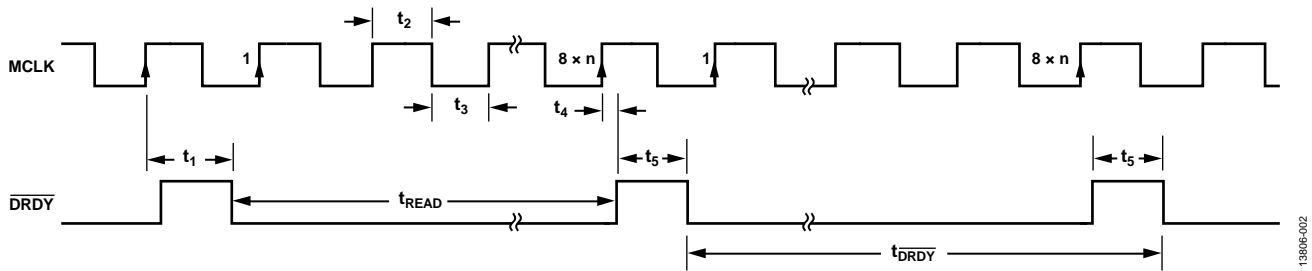 t2
MCLK
1
8 × n
1
8 × n
t3
t4
t1
t5
t5
DRDY
tREAD
tDRDY
13806-002